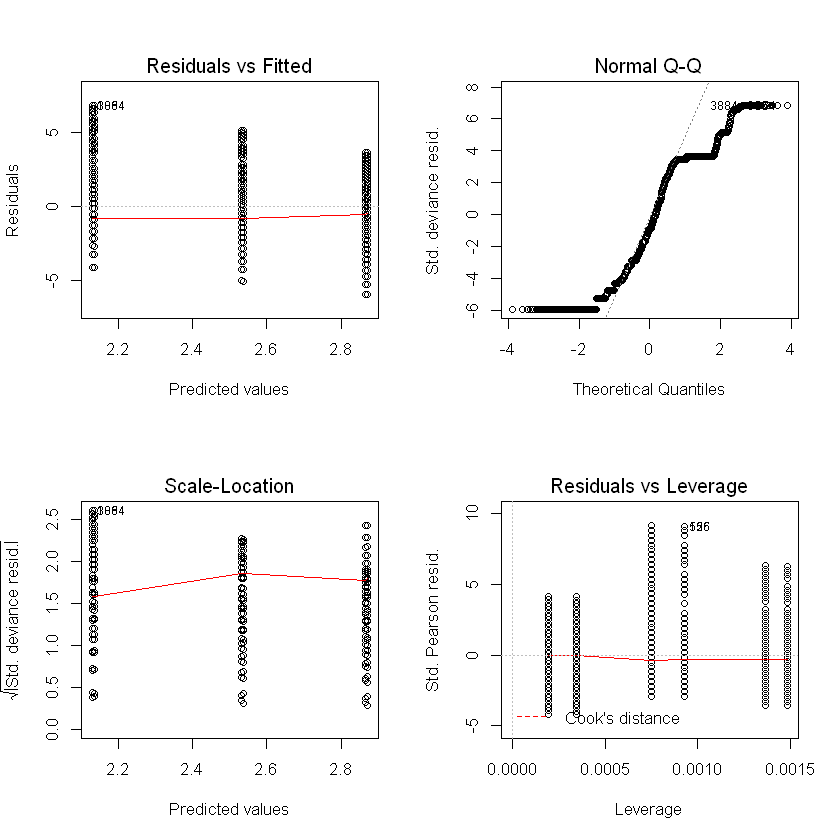 Residuals vs Fitted
Residuals
5
0
-5
2.2
2.4
2.6
2.8
Predicted values
Normal Q-Q
Std. deviance resid.
8
6
4
2
0
-2
-4
-6
-4
-2
0
2
4
Theoretical Quantiles
Scale-Location
√|Std. deviance resid.|
2.5
2.0
1.5
1.0
0.5
0.0
2.2
2.4
2.6
2.8
Predicted values
Residuals vs Leverage
Std. Pearson resid.
10
5
0
-5
Cook's distance
0.0000
0.0005
0.0010
0.0015
Leverage